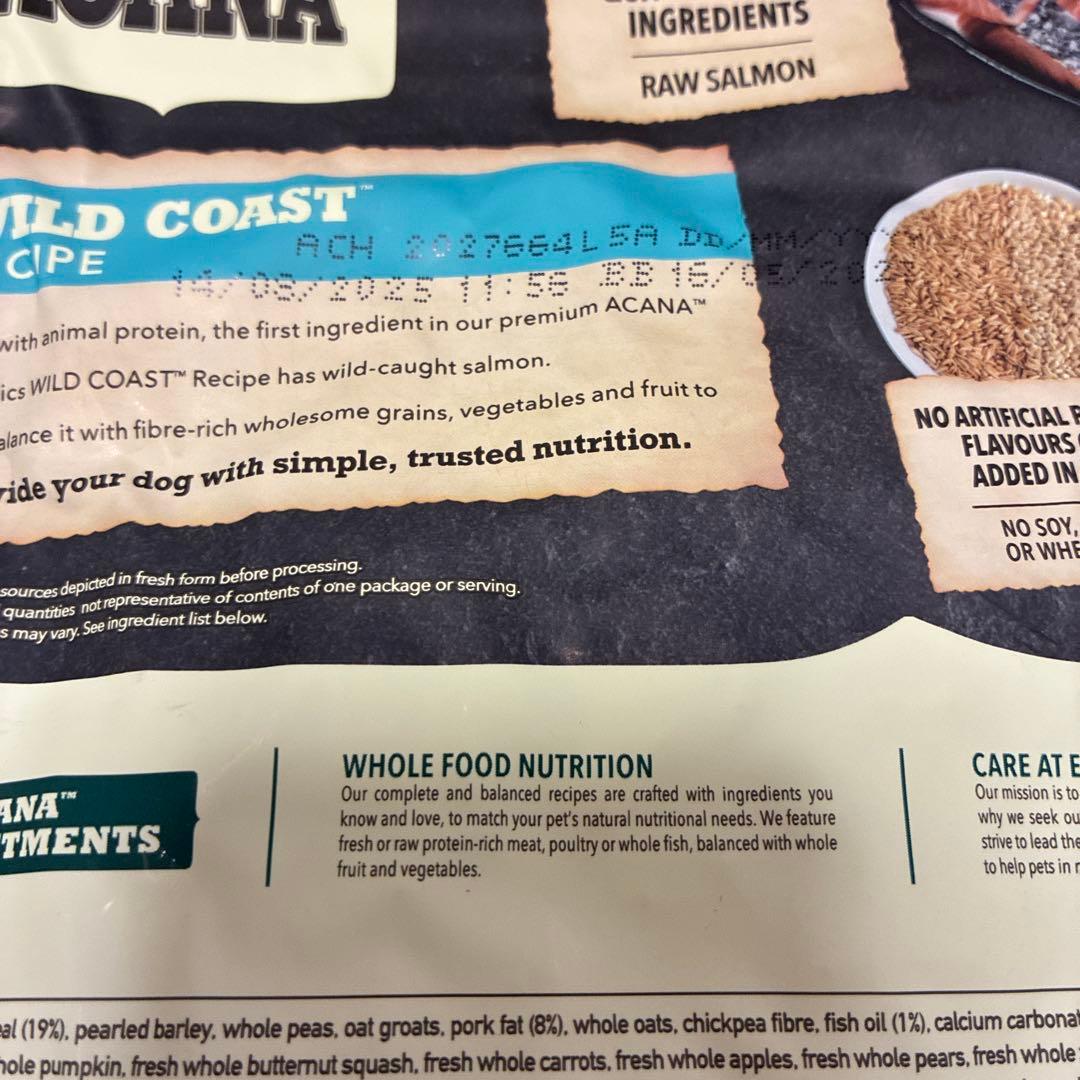 ACANA
INGREDIENTS
RAW SALMON
WILD COAST™
CIPE
ACH 2027664L5A DD/MM/YY
14/03/2025 11:56 BB 16/0
with animal protein, the first ingredient in our premium ACANA™
ics WILD COAST™ Recipe has wild-caught salmon.
alance it with fibre-rich wholesome grains, vegetables and fruit to
vide your dog with simple, trusted nutrition.
NO ARTIFICIAL
FLAVOURS
ADDED IN
NO SOY,
OR WHE
sources depicted in fresh form before processing.
quantities not representative of contents of one package or serving.
s may vary. See ingredient list below.
ANA™
TMENTS
WHOLE FOOD NUTRITION
Our complete and balanced recipes are crafted with ingredients you
know and love, to match your pet's natural nutritional needs. We feature
fresh or raw protein-rich meat, poultry or whole fish, balanced with whole
fruit and vegetables.
CARE AT E
Our mission is to
why we seek ou
strive to lead the
to help pets in
eal (19%), pearled barley, whole peas, oat groats, pork fat (8%), whole oats, chickpea fibre, fish oil (1%), calcium carbonat
hole pumpkin, fresh whole butternut squash, fresh whole carrots, fresh whole apples, fresh whole pears, fresh whole